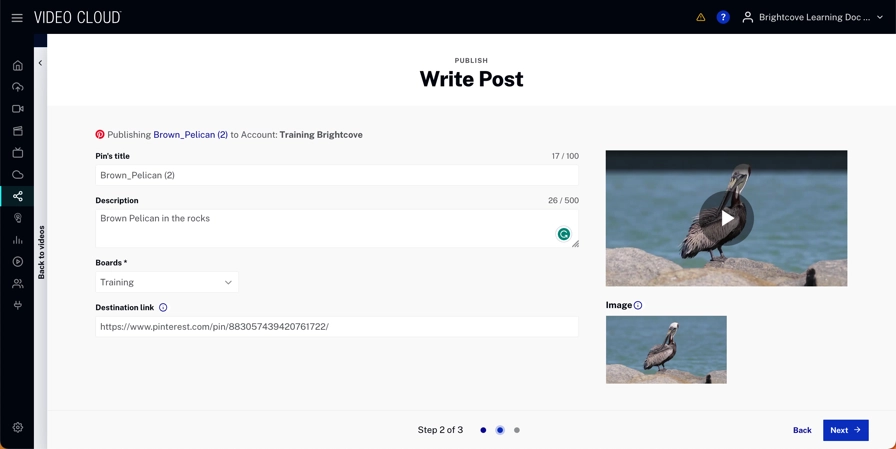 VIDEO CLOUD
?
Brightcove Learning Doc ...
Back to videos
PUBLISH
Write Post
Publishing Brown_Pelican (2) to Account: Training Brightcove
Pin's title
17 / 100
Brown_Pelican (2)
Description
26 / 500
Brown Pelican in the rocks
Boards *
Training
Destination link
https://www.pinterest.com/pin/883057439420761722/
Image
Step 2 of 3
Back
Next